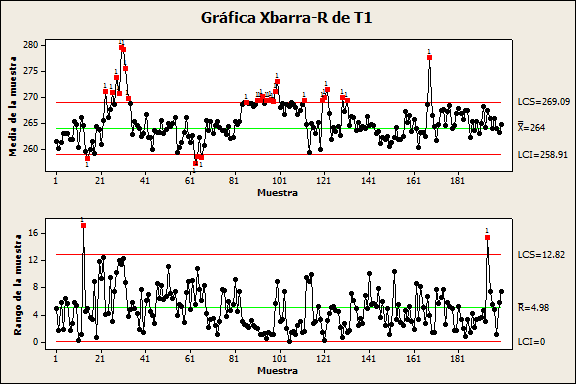 Gráfica Xbarra-R de T1
Media de la muestra
280
275
270
265
260
LCS=269.09
X̿=264
LCI=258.91
1 21 41 61 81 101 121 141 161 181
Muestra
Rango de la muestra
16
12
8
4
0
1
1
LCS=12.82
R̅=4.98
LCI=0
1 21 41 61 81 101 121 141 161 181
Muestra